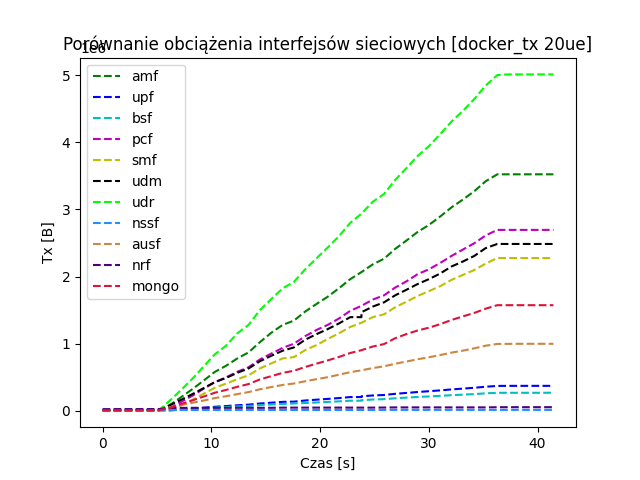 Porównanie obciążenia interfejsów sieciowych [docker_tx 20ue]
1e6
amf
upf
bsf
pcf
smf
udm
udr
nssf
ausf
nrf
mongo
5
4
3
2
1
0
Tx [B]
0 10 20 30 40
Czas [s]